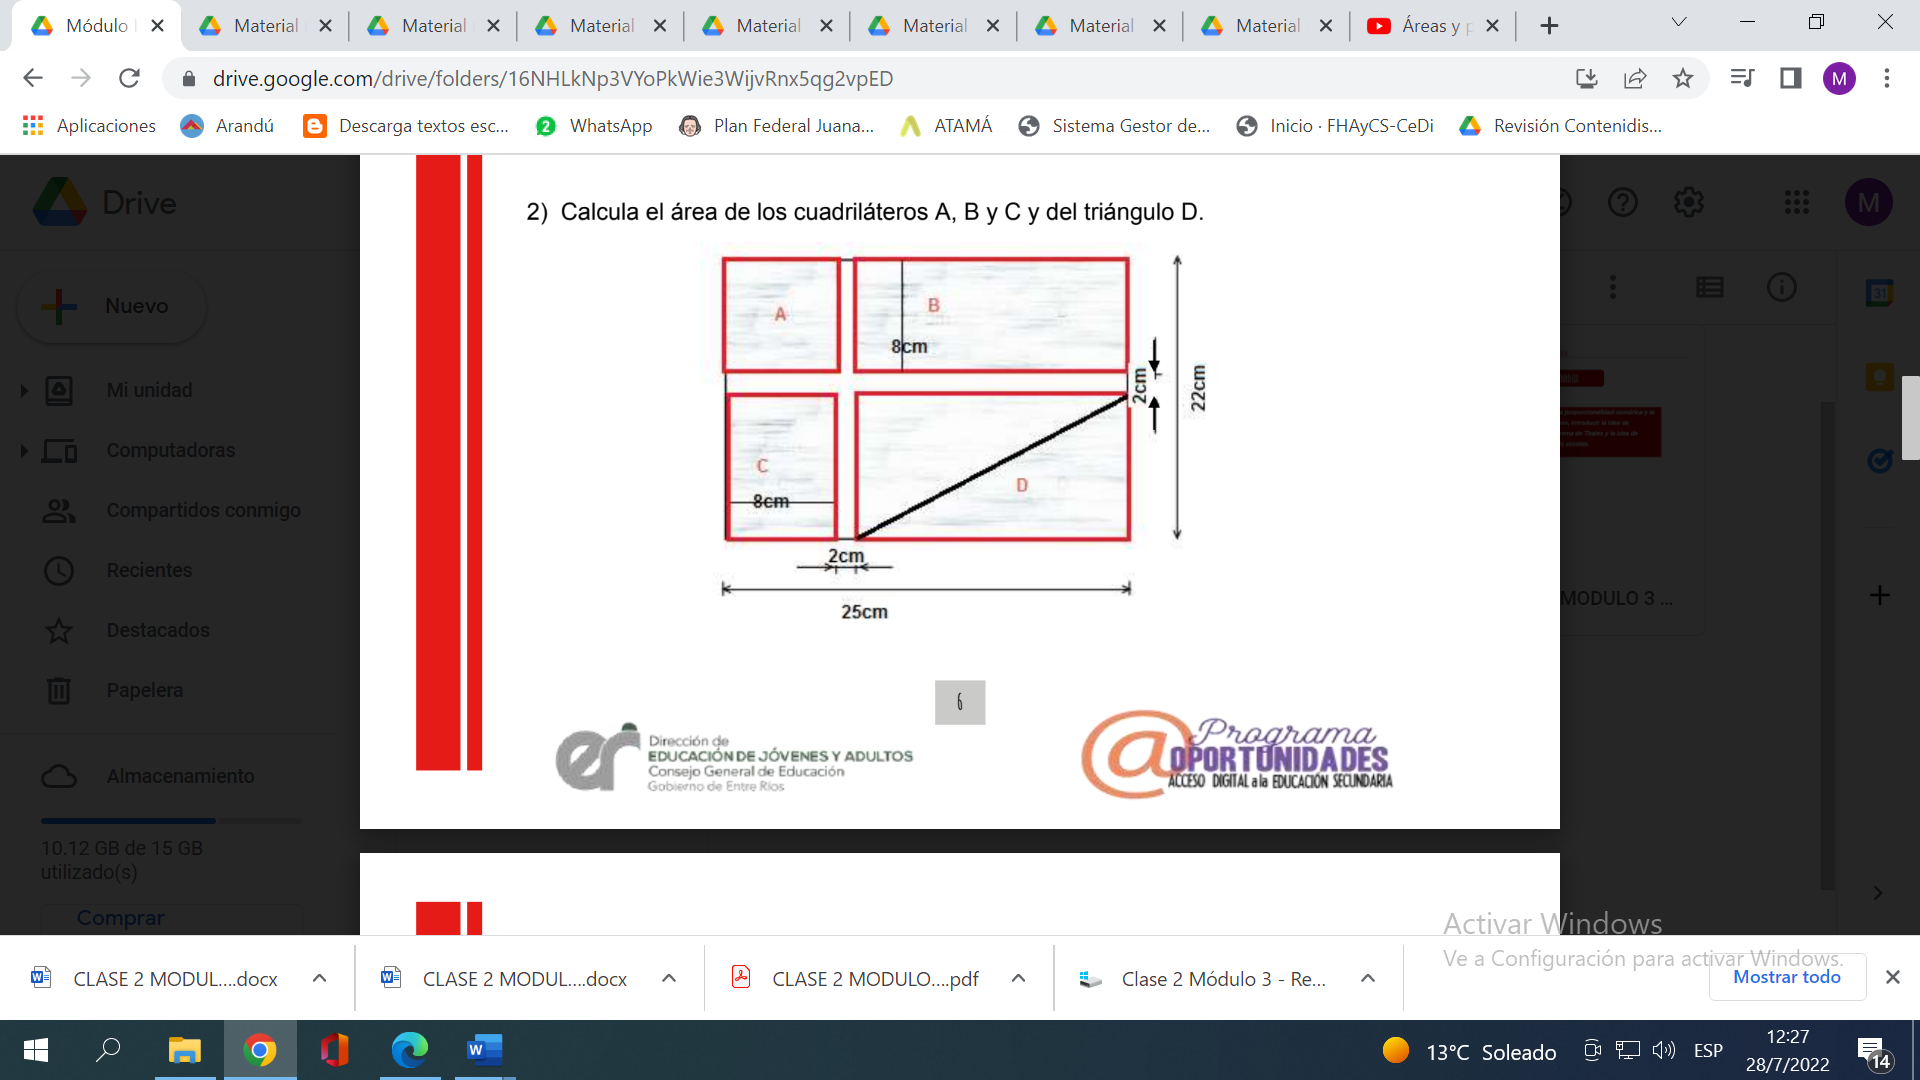 Módulo
Material
Material
Material
Material
Material
Material
Material
Áreas y p
drive.google.com/drive/folders/16NHLkNp3VYoPkWie3WijvRnx5qg2vpED
M
Aplicaciones
Arandú
Descarga textos esc...
WhatsApp
Plan Federal Juana...
ATAMÁ
Sistema Gestor de...
Inicio · FHAyCS-CeDi
Revisión Contenidis...
Drive
M
Nuevo
Mi unidad
Computadoras
Compartidos conmigo
Recientes
Destacados
Papelera
Almacenamiento
10.12 GB de 15 GB
utilizado(s)
Comprar
2) Calcula el área de los cuadriláteros A, B y C y del triángulo D.
A
B
8cm
2cm
22cm
C
8cm
D
2cm
25cm
6
Dirección de
EDUCACIÓN DE JÓVENES Y ADULTOS
Consejo General de Educación
Gobierno de Entre Ríos
Programa
OPORTUNIDADES
ACCESO DIGITAL a la EDUCACIÓN SECUNDARIA
31
MODULO 3 ...
Activar Windows
Ve a Configuración para activar Windows.
CLASE 2 MODUL....docx
CLASE 2 MODUL....docx
CLASE 2 MODULO....pdf
Clase 2 Módulo 3 - Re...
Mostrar todo
13°C Soleado
ESP
12:27
28/7/2022
14